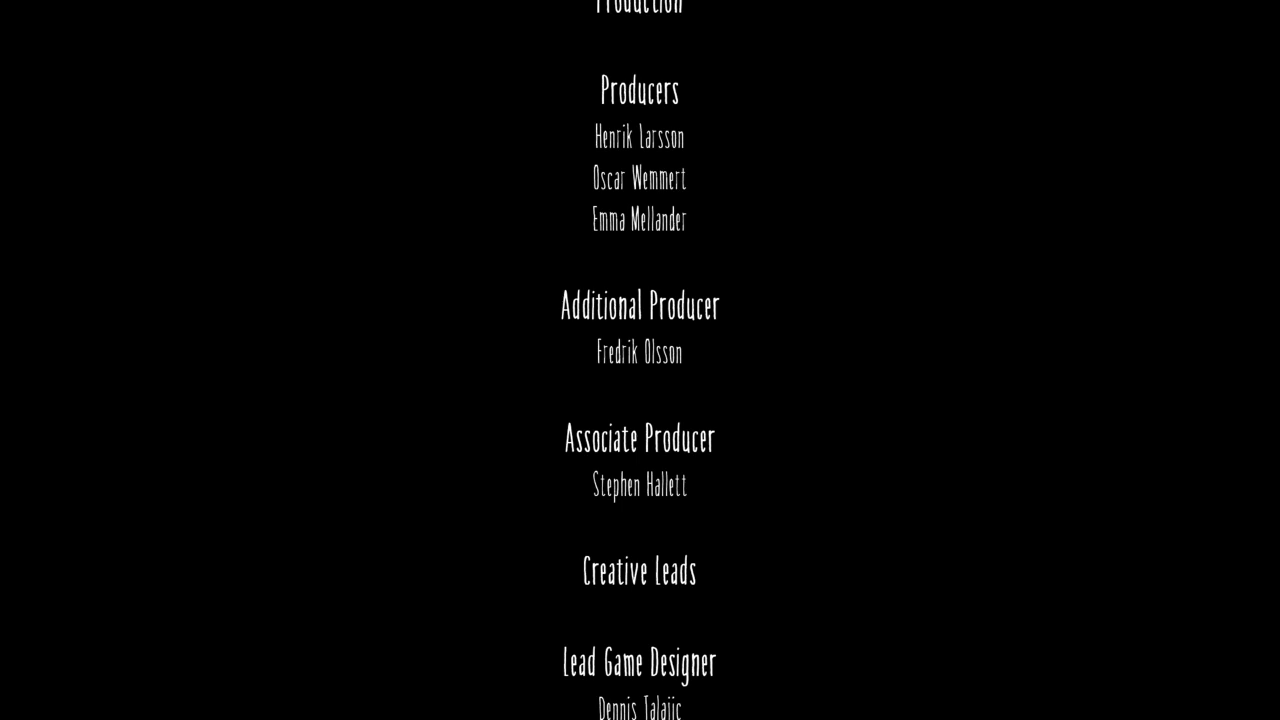 Production
Producers
Henrik Larsson
Oscar Wemmert
Emma Mellander
Additional Producer
Fredrik Olsson
Associate Producer
Stephen Hallett
Creative Leads
Lead Game Designer
Dennis Talajic